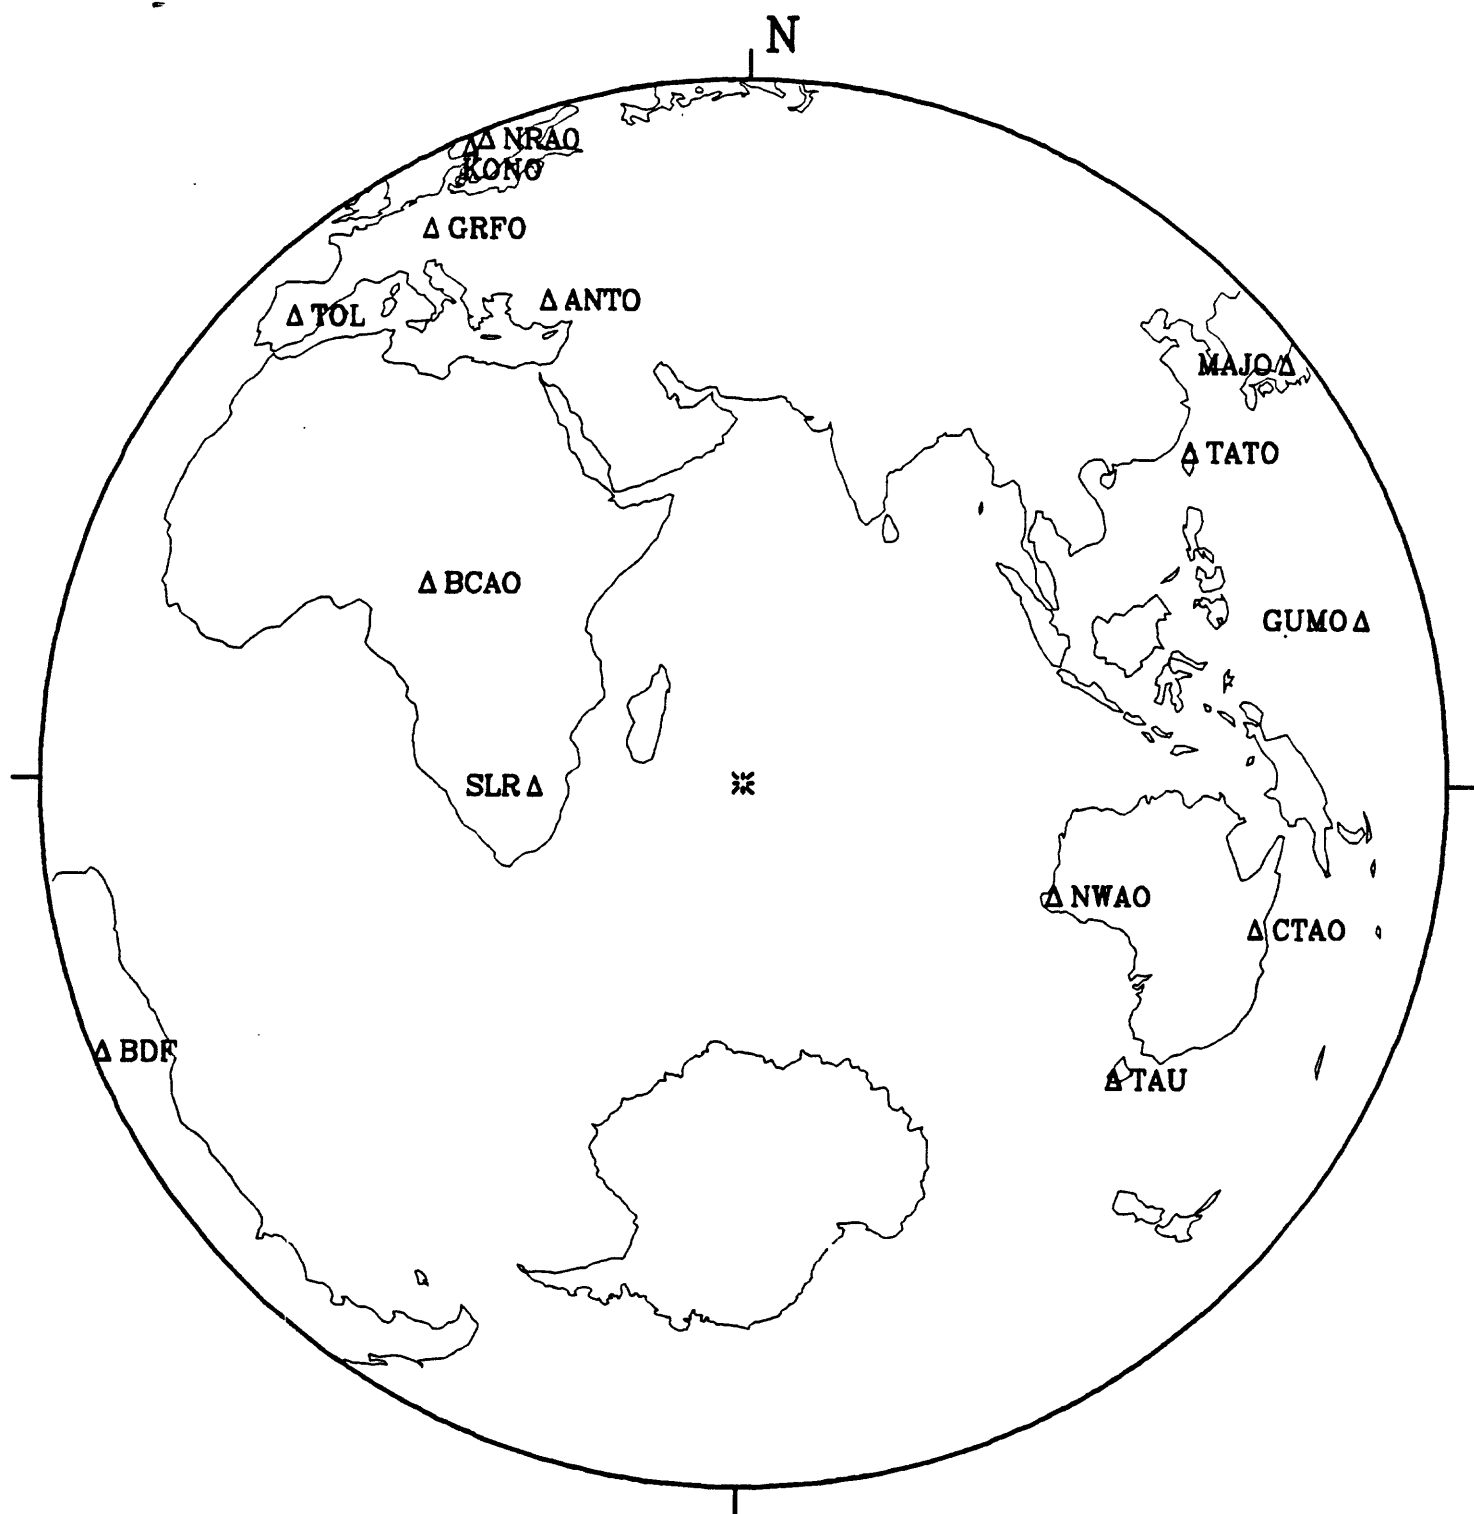 N
NRAO
KONO
GRFO
ANTO
TOL
MAJO
TATO
BCAO
GUMO
SLR
NWAO
CTAO
BDF
TAU